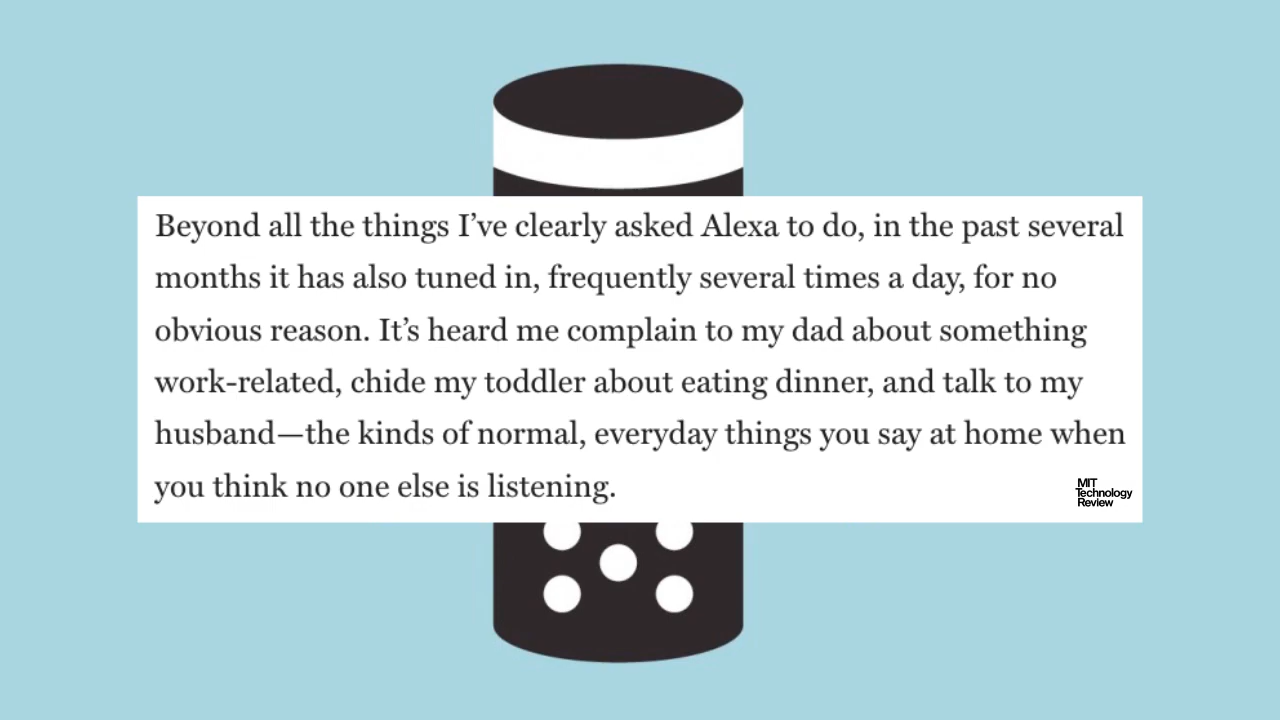 Beyond all the things I’ve clearly asked Alexa to do, in the past several
months it has also tuned in, frequently several times a day, for no
obvious reason. It’s heard me complain to my dad about something
work-related, chide my toddler about eating dinner, and talk to my
husband—the kinds of normal, everyday things you say at home when
you think no one else is listening.
MIT
Technology
Review